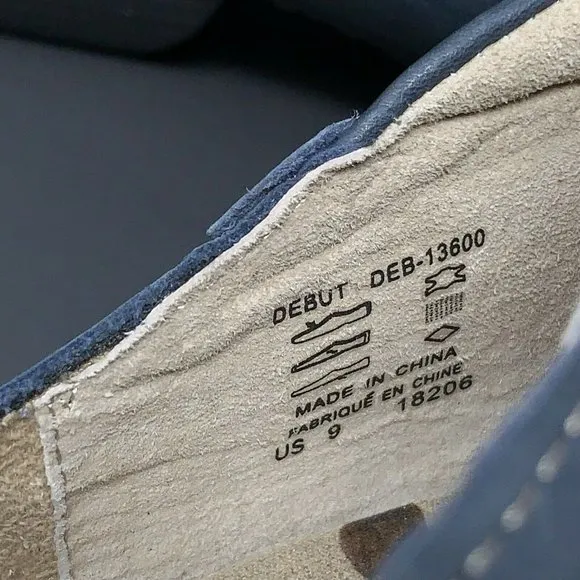 DEBUT DEB-13600
MADE IN CHINA
FABRIQUÉ EN CHINE
US 9 18206